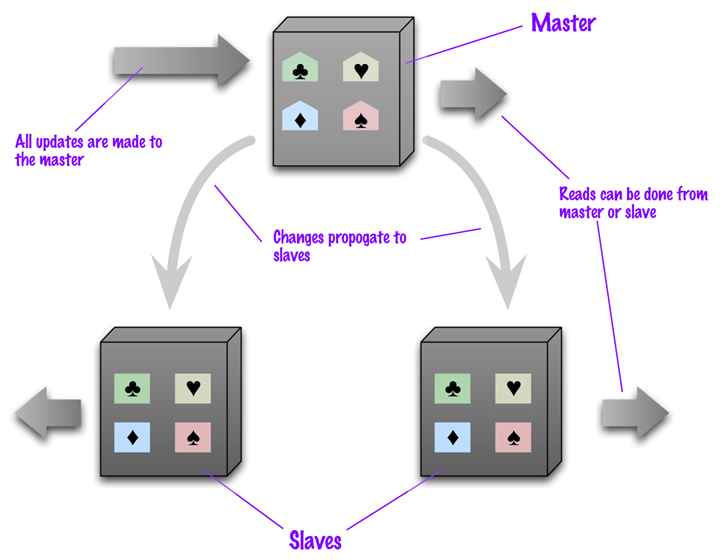 Master
All updates are made to
the master
Reads can be done from
master or slave
Changes propogate to
slaves
Slaves